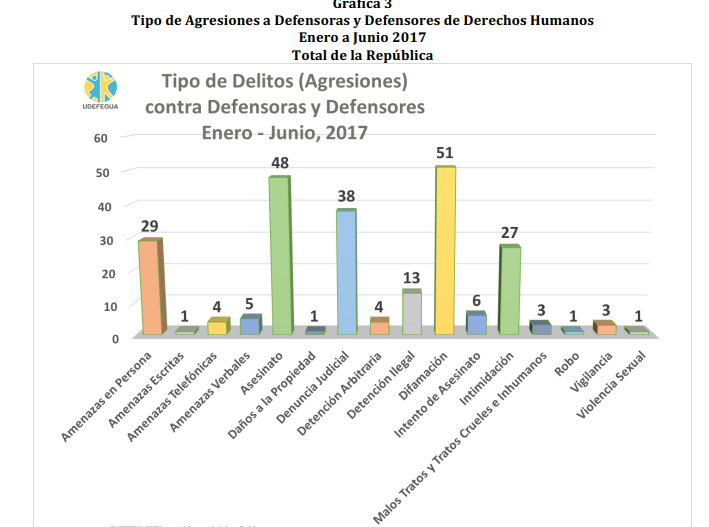 Gráfica 3
Tipo de Agresiones a Defensoras y Defensores de Derechos Humanos
Enero a Junio 2017
Total de la República
UDEFEGUA
Tipo de Delitos (Agresiones)
contra Defensoras y Defensores
Enero - Junio, 2017
60
50
40
30
20
10
0
29
1
4
5
48
1
38
4
13
51
6
27
3
1
3
1
Amenazas en Persona
Amenazas Escritas
Amenazas Telefónicas
Amenazas Verbales
Asesinato
Daños a la Propiedad
Denuncia Judicial
Detención Arbitraria
Detención Ilegal
Difamación
Intento de Asesinato
Intimidación
Malos Tratos y Tratos Crueles e Inhumanos
Robo
Vigilancia
Violencia Sexual